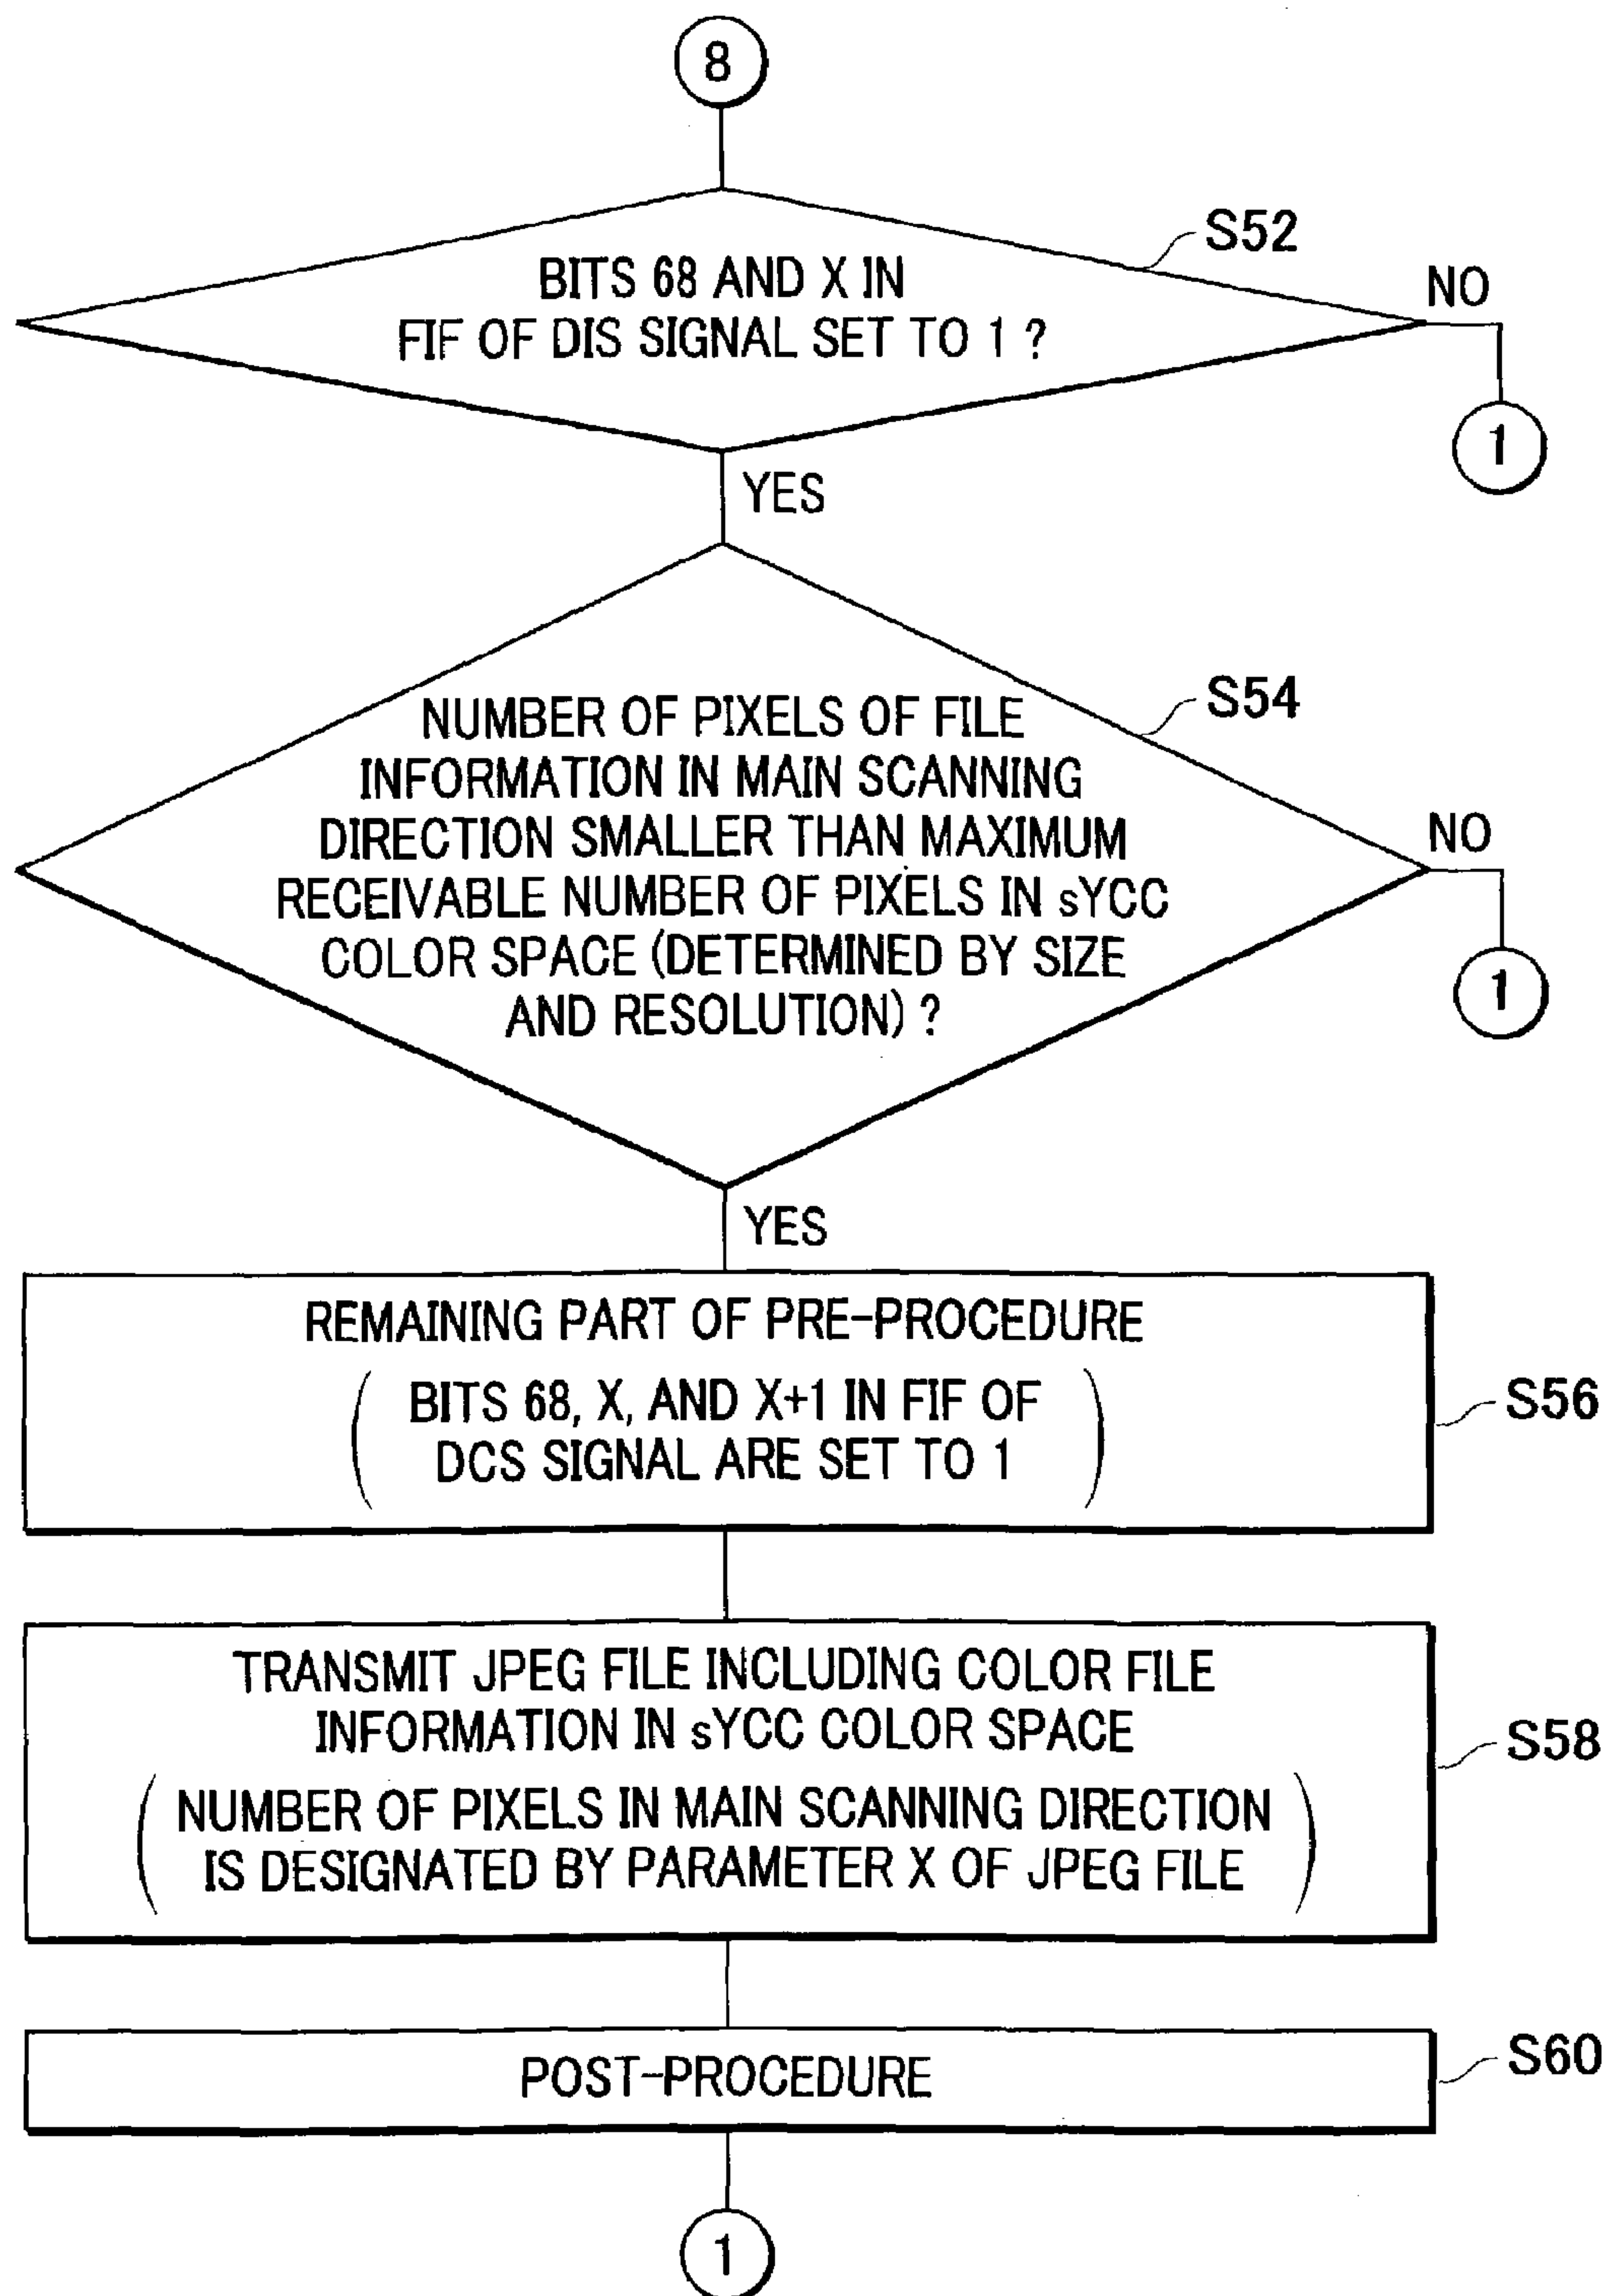 8
S52
BITS 68 AND X IN
FIF OF DIS SIGNAL SET TO 1 ?
NO
1
YES
S54
NUMBER OF PIXELS OF FILE
INFORMATION IN MAIN SCANNING
DIRECTION SMALLER THAN MAXIMUM
RECEIVABLE NUMBER OF PIXELS IN sYCC
COLOR SPACE (DETERMINED BY SIZE
AND RESOLUTION) ?
NO
1
YES
REMAINING PART OF PRE-PROCEDURE
( BITS 68, X, AND X+1 IN FIF OF
DCS SIGNAL ARE SET TO 1 )
S56
TRANSMIT JPEG FILE INCLUDING COLOR FILE
INFORMATION IN sYCC COLOR SPACE
( NUMBER OF PIXELS IN MAIN SCANNING DIRECTION
IS DESIGNATED BY PARAMETER X OF JPEG FILE )
S58
POST-PROCEDURE
S60
1